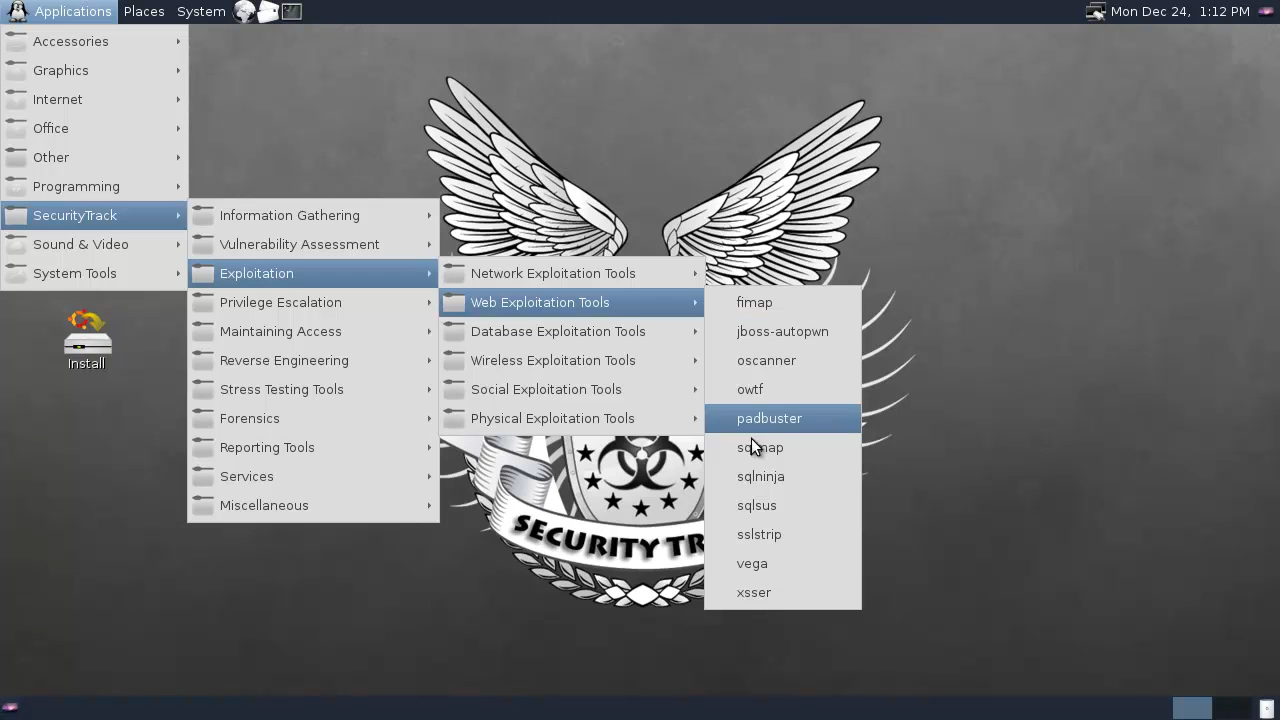 Applications Places System Mon Dec 24, 1:12 PM
Accessories
Graphics
Internet
Office
Other
Programming
SecurityTrack
Sound & Video
System Tools
Install
Information Gathering
Vulnerability Assessment
Exploitation
Privilege Escalation
Maintaining Access
Reverse Engineering
Stress Testing Tools
Forensics
Reporting Tools
Services
Miscellaneous
Network Exploitation Tools
Web Exploitation Tools
Database Exploitation Tools
Wireless Exploitation Tools
Social Exploitation Tools
Physical Exploitation Tools
fimap
jboss-autopwn
oscanner
owtf
padbuster
sqlmap
sqlninja
sqlsus
sslstrip
vega
xsser
SECURITY TR